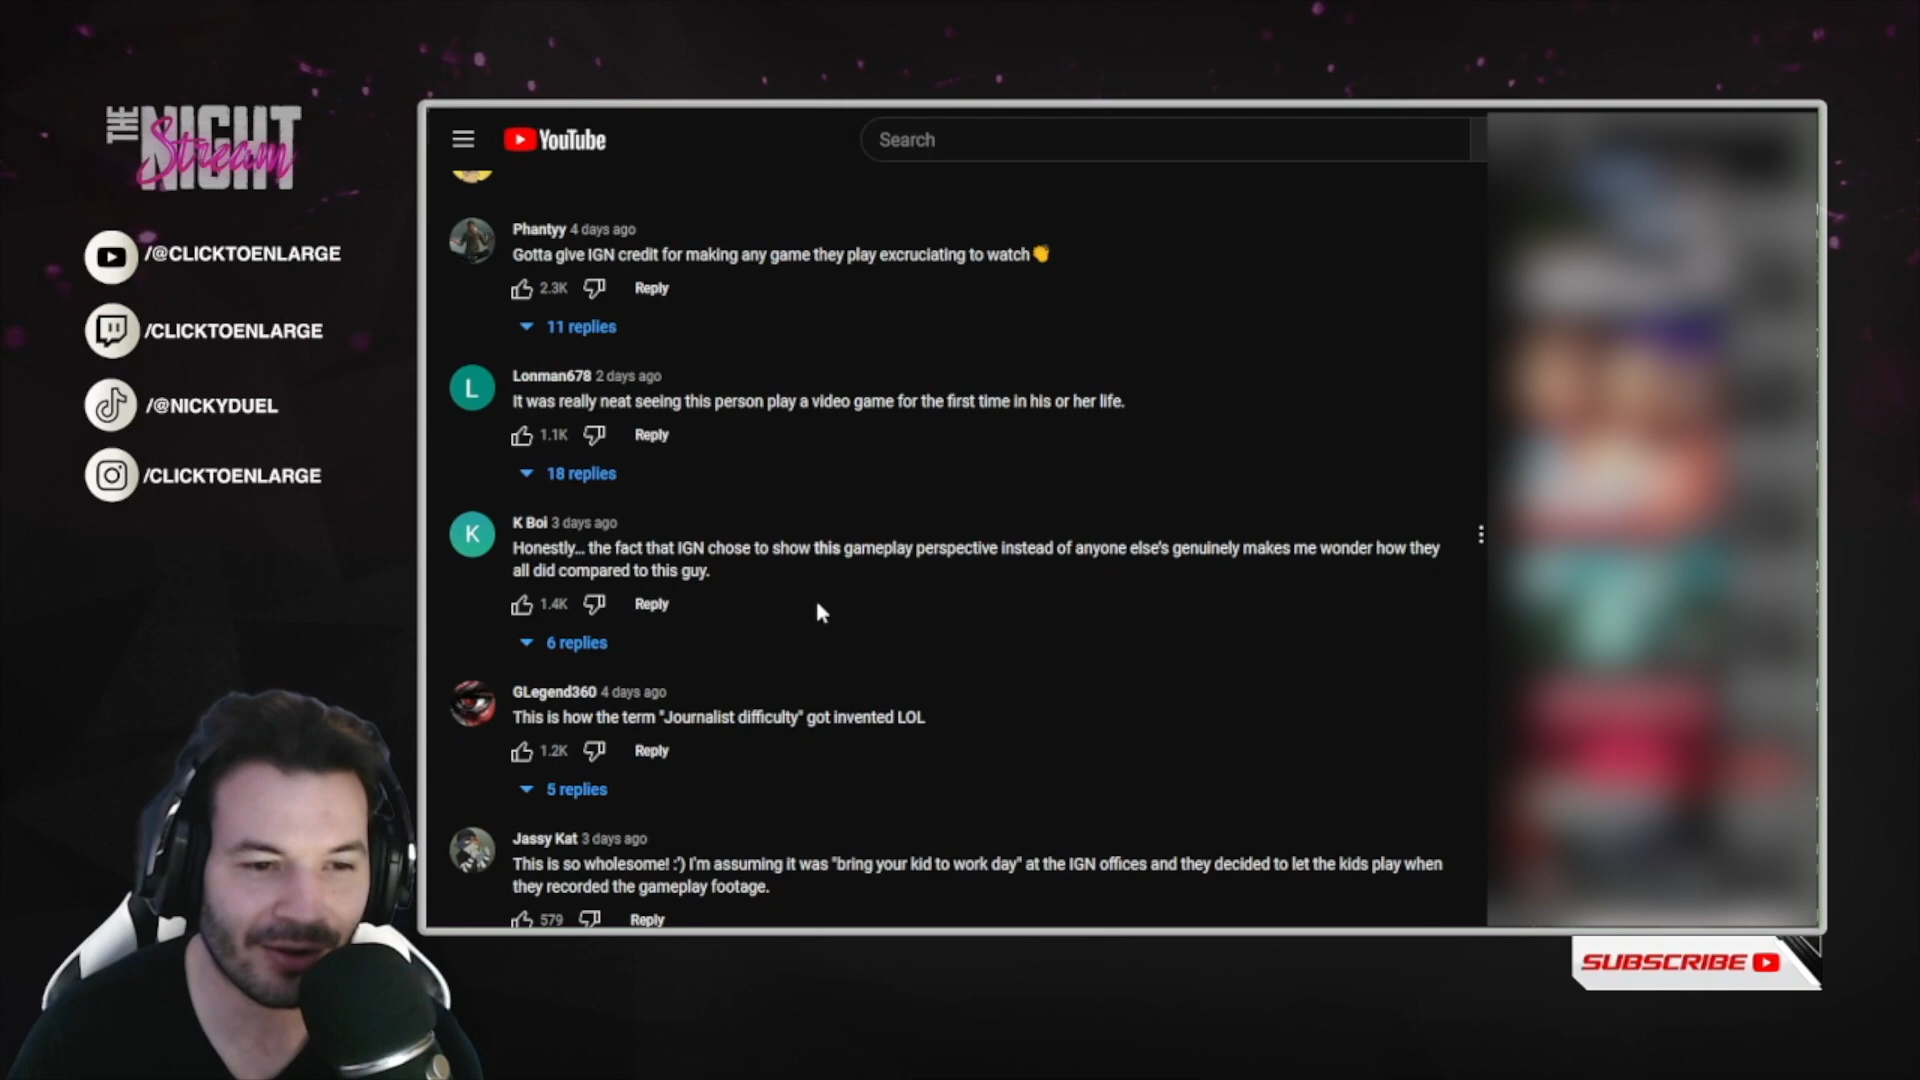 THE NIGHT
Stream
/@CLICKTOENLARGE
/CLICKTOENLARGE
/@NICKYDUEL
/CLICKTOENLARGE
YouTube
Search
Phantyy 4 days ago
Gotta give IGN credit for making any game they play excruciating to watch👏
2.3K Reply
11 replies
L
Lonman678 2 days ago
It was really neat seeing this person play a video game for the first time in his or her life.
1.1K Reply
18 replies
K
K Boi 3 days ago
Honestly... the fact that IGN chose to show this gameplay perspective instead of anyone else's genuinely makes me wonder how they
all did compared to this guy.
1.4K Reply
6 replies
GLegend360 4 days ago
This is how the term "Journalist difficulty" got invented LOL
1.2K Reply
5 replies
Jassy Kat 3 days ago
This is so wholesome! :') I'm assuming it was "bring your kid to work day" at the IGN offices and they decided to let the kids play when
they recorded the gameplay footage.
579 Reply
SUBSCRIBE